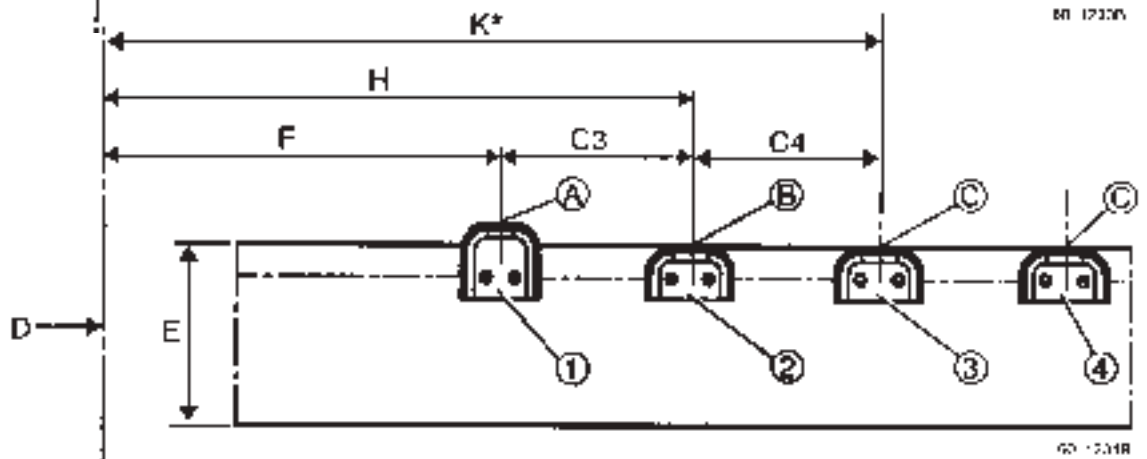 K*
H
F C3 C4
Ⓐ Ⓑ Ⓒ Ⓒ
D E
① ② ③ ④